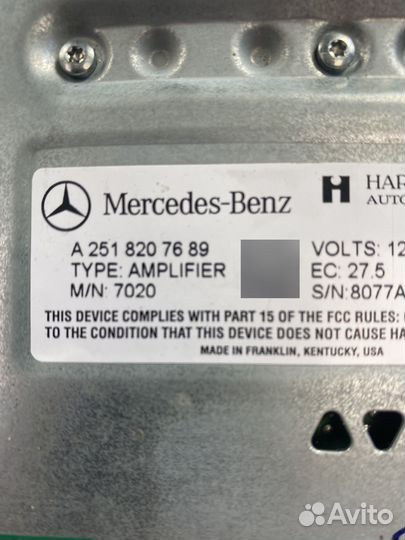 Mercedes-Benz
A 251 820 76 89
TYPE: AMPLIFIER
M/N: 7020
VOLTS: 12
EC: 27.5
S/N:8077A
THIS DEVICE COMPLIES WITH PART 15 OF THE FCC RULES:
TO THE CONDITION THAT THIS DEVICE DOES NOT CAUSE HA
MADE IN FRANKLIN, KENTUCKY, USA
HAR
AUTO
Avito